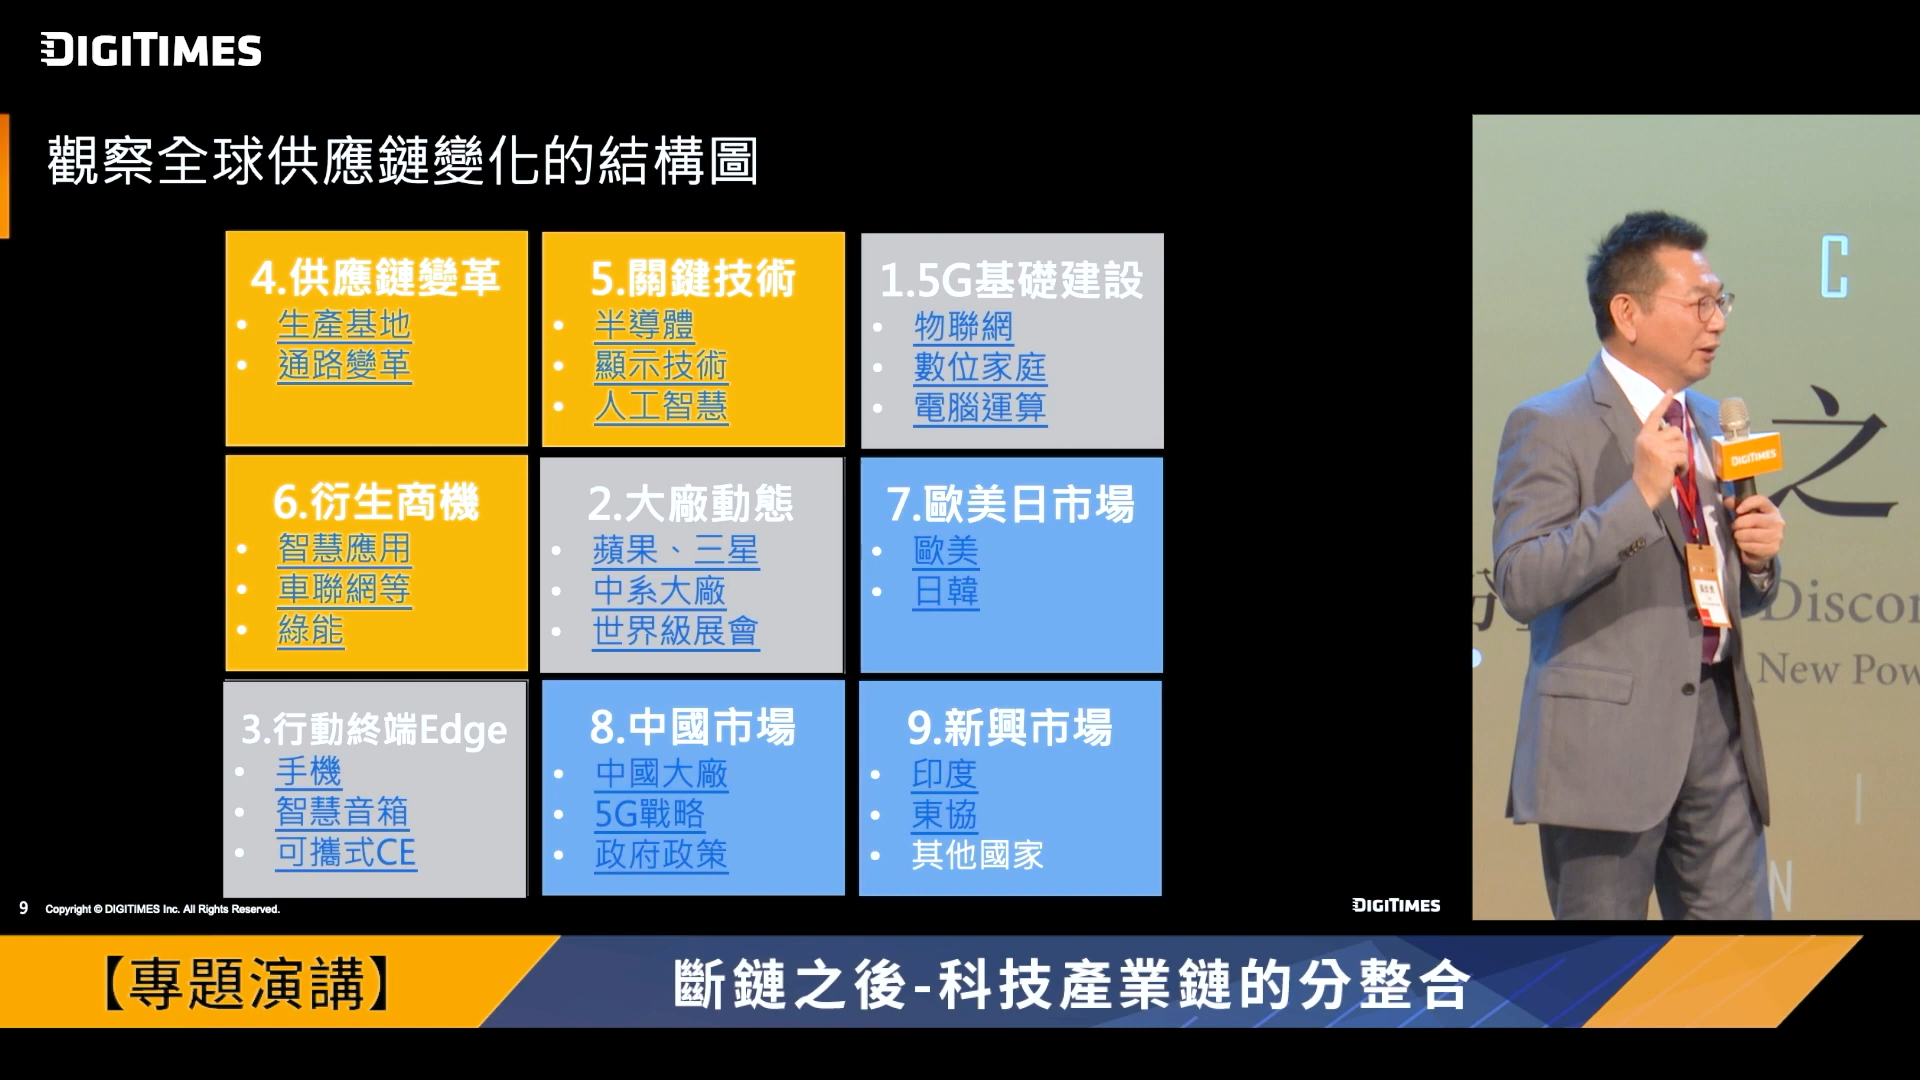 DIGITIMES
觀察全球供應鏈變化的結構圖
4.供應鏈變革
• 生產基地
• 通路變革
5.關鍵技術
• 半導體
• 顯示技術
• 人工智慧
1.5G基礎建設
• 物聯網
• 數位家庭
• 電腦運算
6.衍生商機
• 智慧應用
• 車聯網等
• 綠能
2.大廠動態
• 蘋果、三星
• 中系大廠
• 世界級展會
7.歐美日市場
• 歐美
• 日韓
3.行動終端Edge
• 手機
• 智慧音箱
• 可攜式CE
8.中國市場
• 中國大廠
• 5G戰略
• 政府政策
9.新興市場
• 印度
• 東協
• 其他國家
9 Copyright © DIGITIMES Inc. All Rights Reserved.
DIGITIMES
C
之
DIGITIMES
Discon
New Pow
N
【專題演講】
斷鏈之後-科技產業鏈的分整合